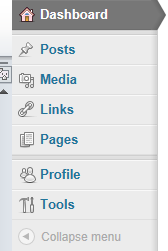 Dashboard
Posts
Media
Links
Pages
Profile
Tools
Collapse menu